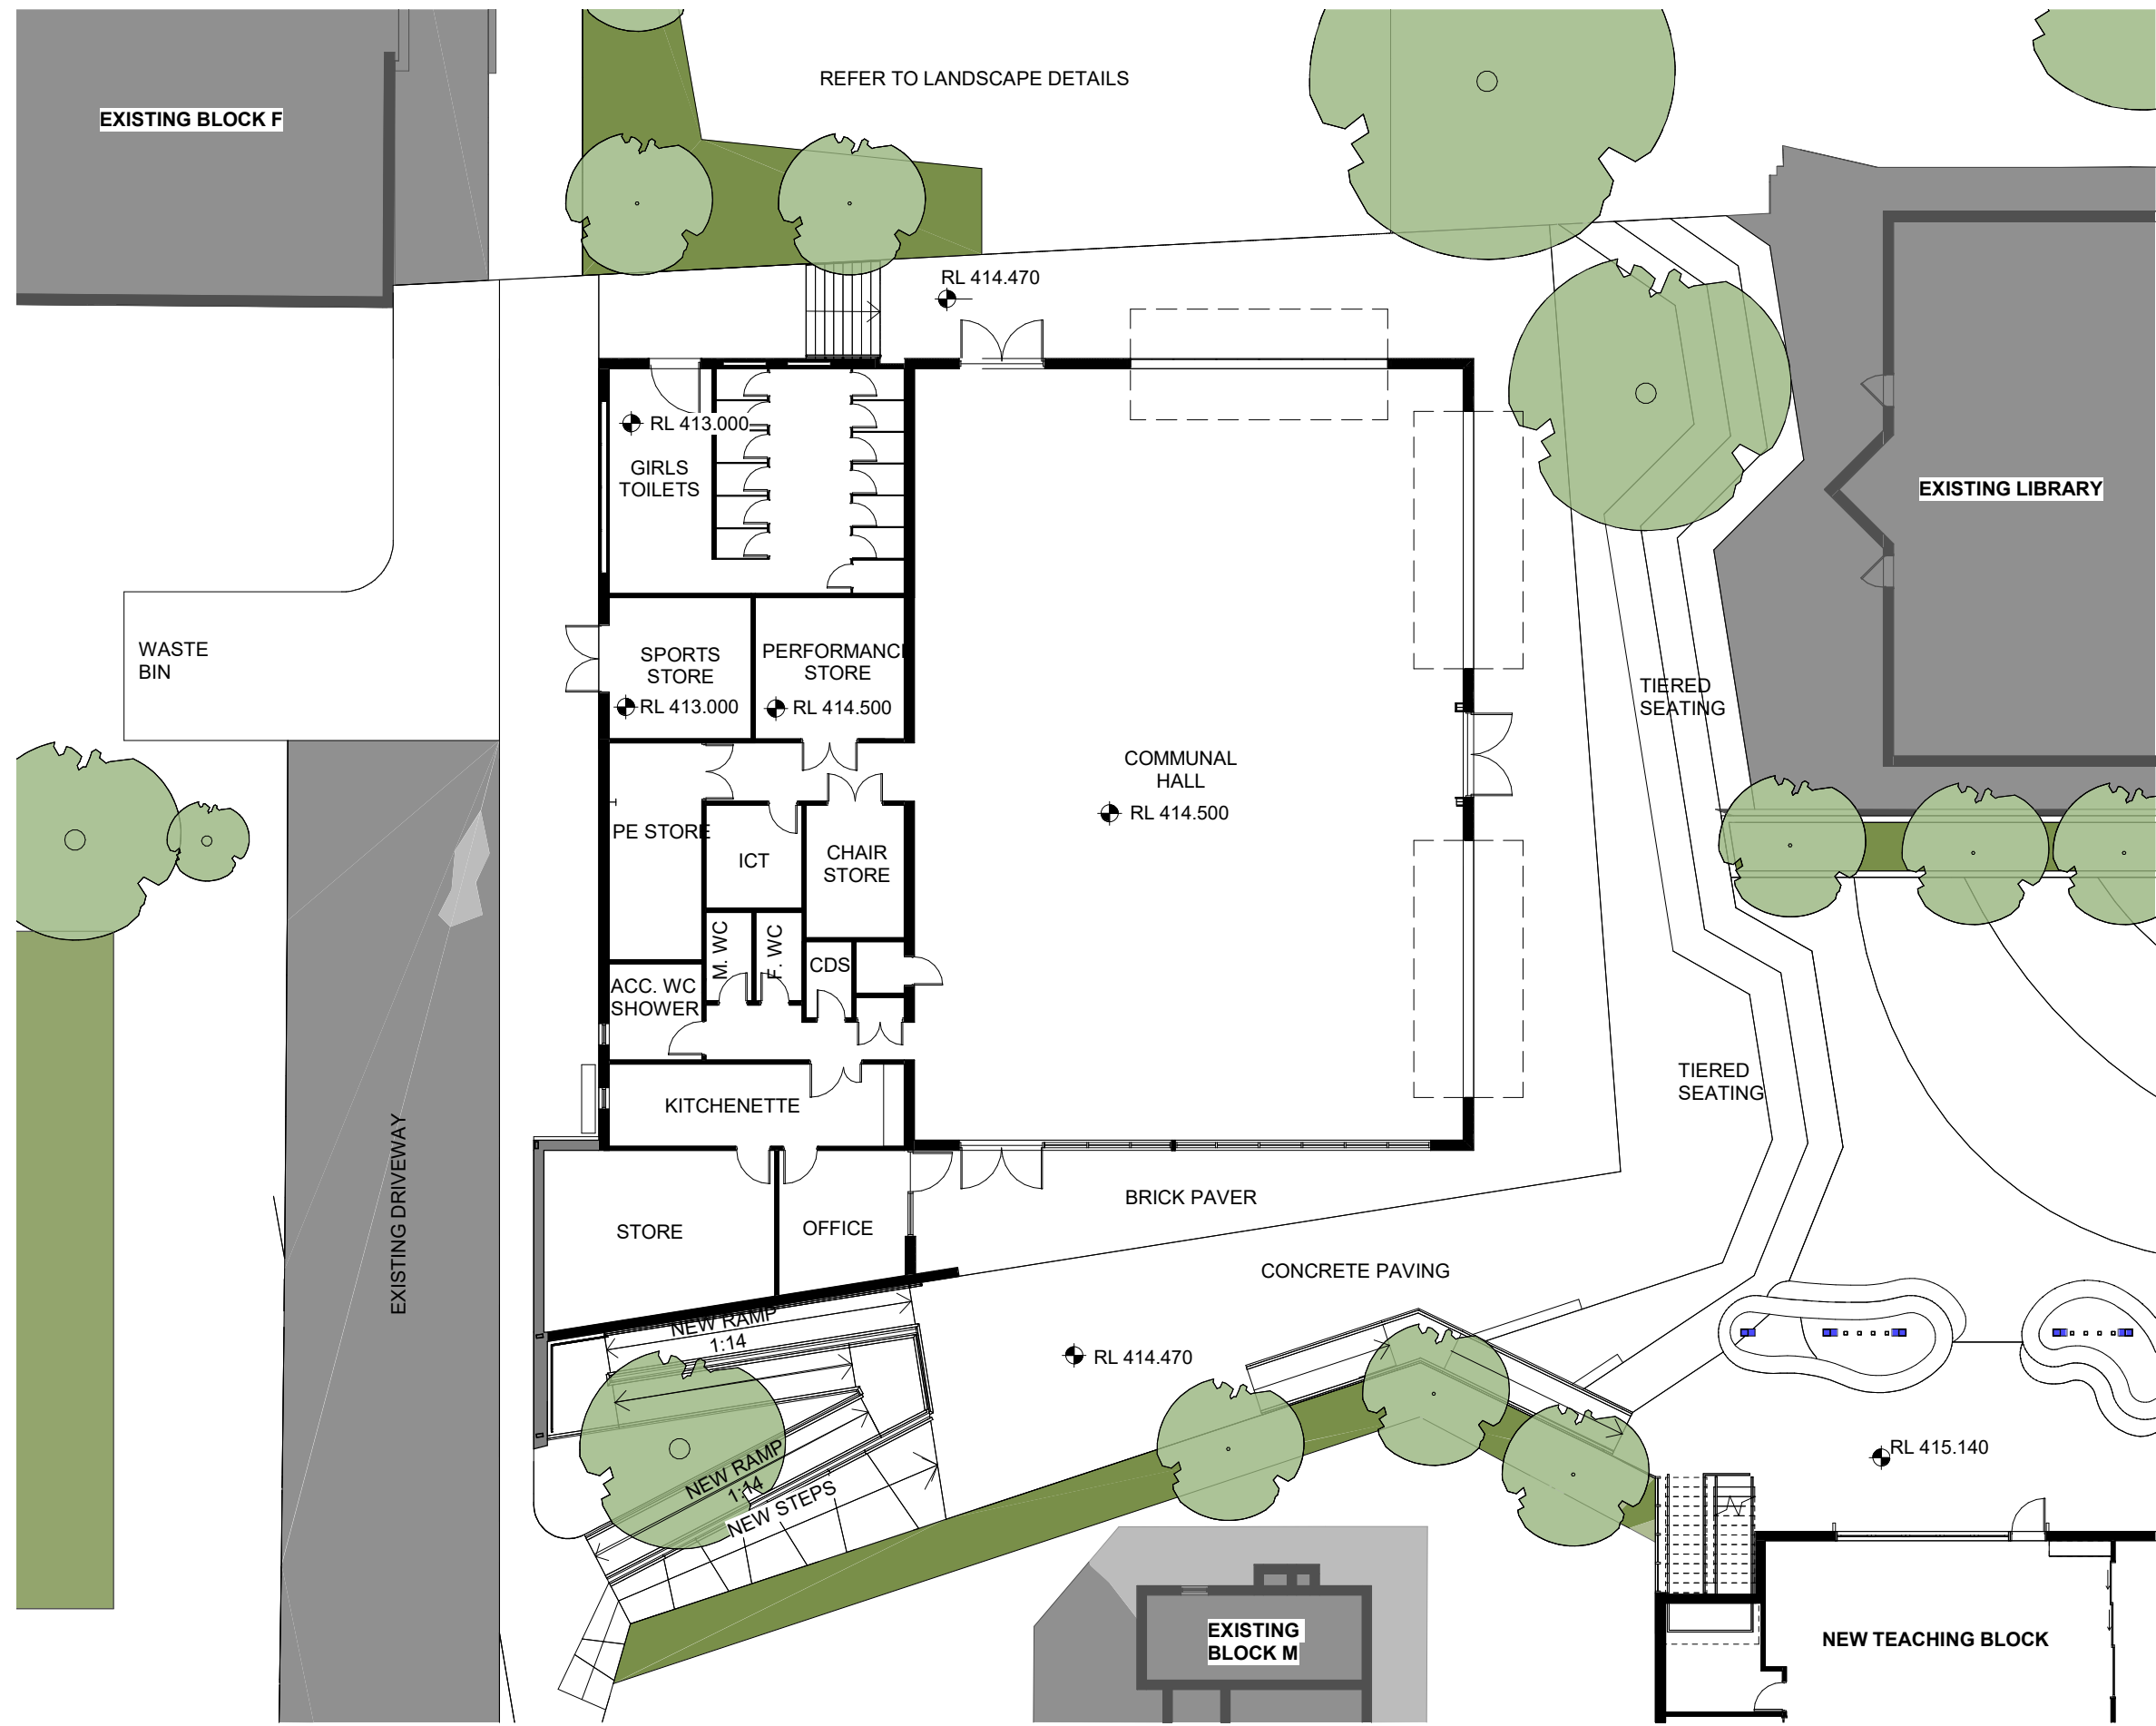 REFER TO LANDSCAPE DETAILS
EXISTING BLOCK F
RL 414.470
RL 413.000
GIRLS
TOILETS
EXISTING LIBRARY
WASTE
BIN
SPORTS
STORE
RL 413.000
PERFORMANCE
STORE
RL 414.500
TIERED
SEATING
COMMUNAL
HALL
RL 414.500
PE STORE
ICT
CHAIR
STORE
M. WC
F. WC
CDS
ACC. WC
SHOWER
TIERED
SEATING
KITCHENETTE
EXISTING DRIVEWAY
BRICK PAVER
STORE
OFFICE
CONCRETE PAVING
NEW RAMP
1:14
RL 414.470
NEW RAMP
1:14
NEW STEPS
RL 415.140
EXISTING
BLOCK M
NEW TEACHING BLOCK